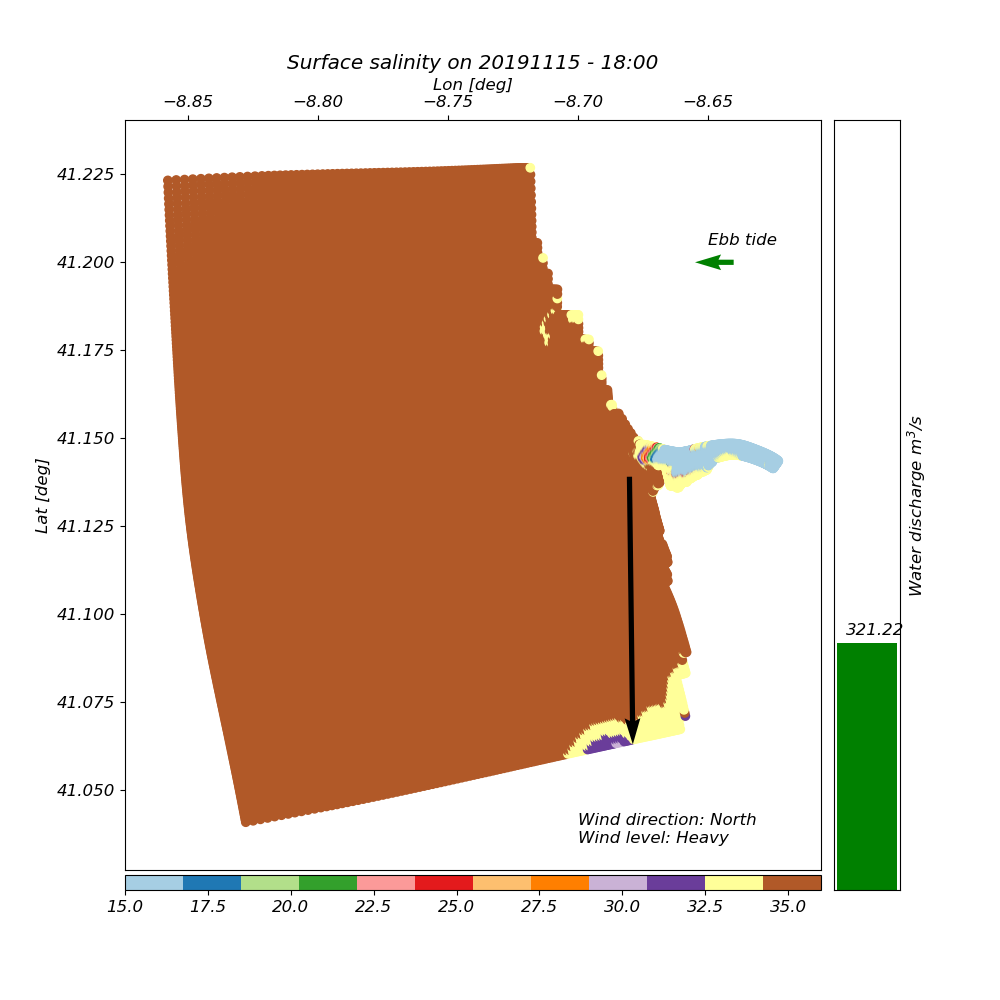 Surface salinity on 20191115 - 18:00
Lon [deg]
−8.85 −8.80 −8.75 −8.70 −8.65
41.225
41.200
41.175
41.150
41.125
41.100
41.075
41.050
Lat [deg]
Ebb tide
Wind direction: North
Wind level: Heavy
321.22
Water discharge m³/s
15.0 17.5 20.0 22.5 25.0 27.5 30.0 32.5 35.0